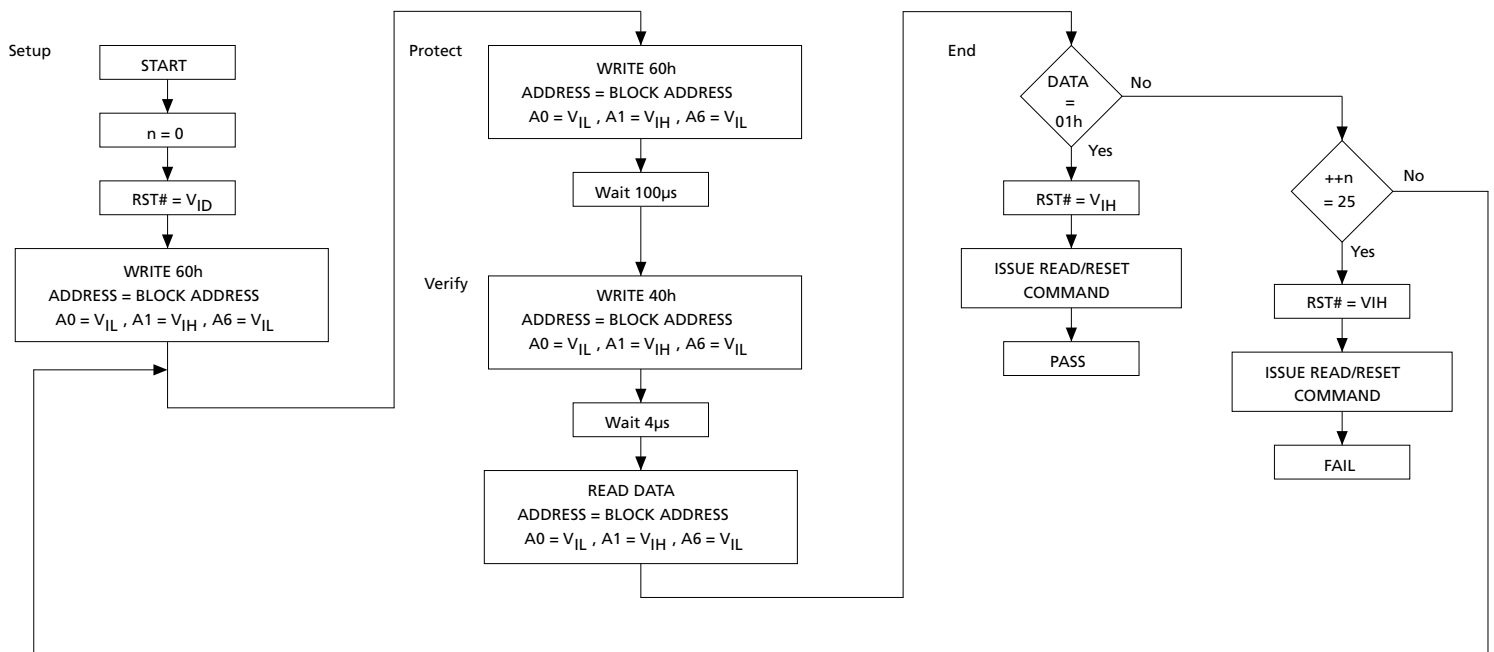 Setup
START
n = 0
RST# = VID
WRITE 60h
ADDRESS = BLOCK ADDRESS
A0 = VIL , A1 = VIH , A6 = VIL
Protect
WRITE 60h
ADDRESS = BLOCK ADDRESS
A0 = VIL , A1 = VIH , A6 = VIL
Wait 100µs
Verify
WRITE 40h
ADDRESS = BLOCK ADDRESS
A0 = VIL , A1 = VIH , A6 = VIL
Wait 4µs
READ DATA
ADDRESS = BLOCK ADDRESS
A0 = VIL , A1 = VIH , A6 = VIL
End
DATA
=
01h
No
Yes
RST# = VIH
ISSUE READ/RESET
COMMAND
PASS
++n
= 25
No
Yes
RST# = VIH
ISSUE READ/RESET
COMMAND
FAIL